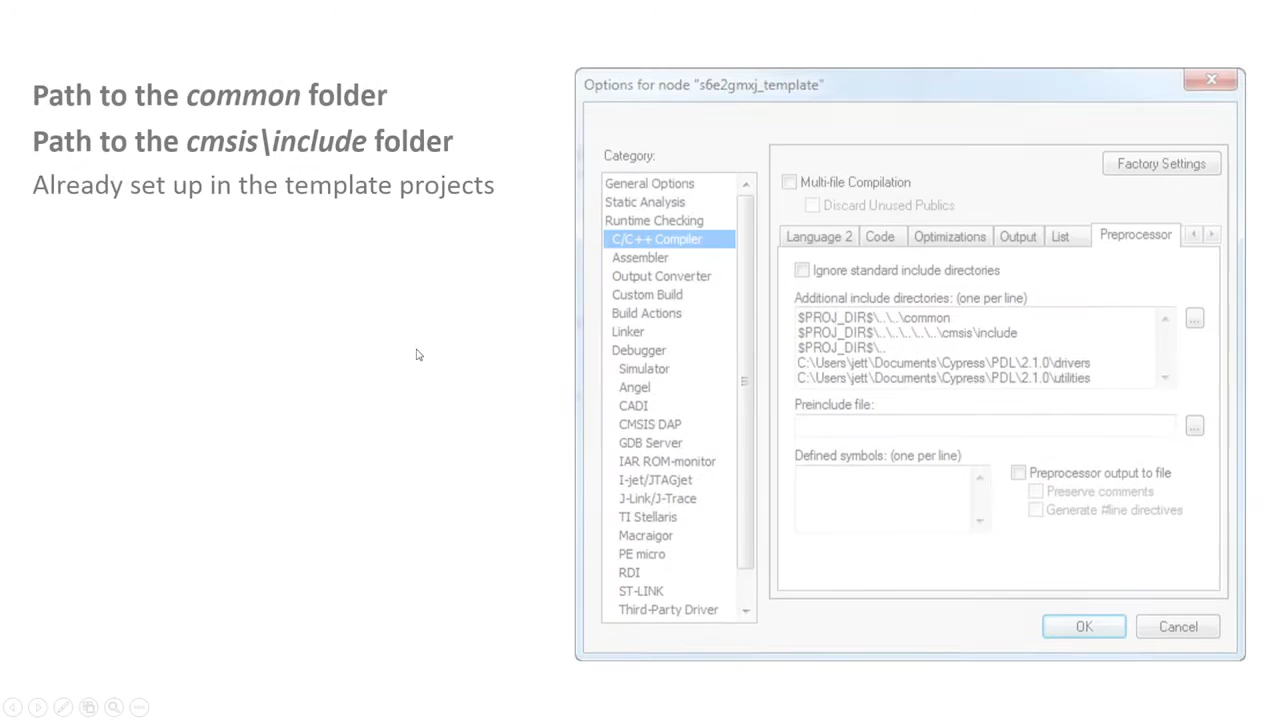 Path to the common folder
Path to the cmsis\include folder
Already set up in the template projects
Options for node "s6e2gmxj_template"
Category:
General Options
Static Analysis
Runtime Checking
C/C++ Compiler
Assembler
Output Converter
Custom Build
Build Actions
Linker
Debugger
Simulator
Angel
CADI
CMSIS DAP
GDB Server
IAR ROM-monitor
I-jet/JTAGjet
J-Link/J-Trace
TI Stellaris
Macraigor
PE micro
RDI
ST-LINK
Third-Party Driver
Factory Settings
Multi-file Compilation
Discard Unused Publics
Language 2 Code Optimizations Output List Preprocessor
Ignore standard include directories
Additional include directories: (one per line)
$PROJ_DIR$\..\..\common
$PROJ_DIR$\..\..\..\..\..\cmsis\include
$PROJ_DIR$\..
C:\Users\jett\Documents\Cypress\PDL\2.1.0\drivers
C:\Users\jett\Documents\Cypress\PDL\2.1.0\utilities
...
Preinclude file:
...
Defined symbols: (one per line)
Preprocessor output to file
Preserve comments
Generate #line directives
OK Cancel